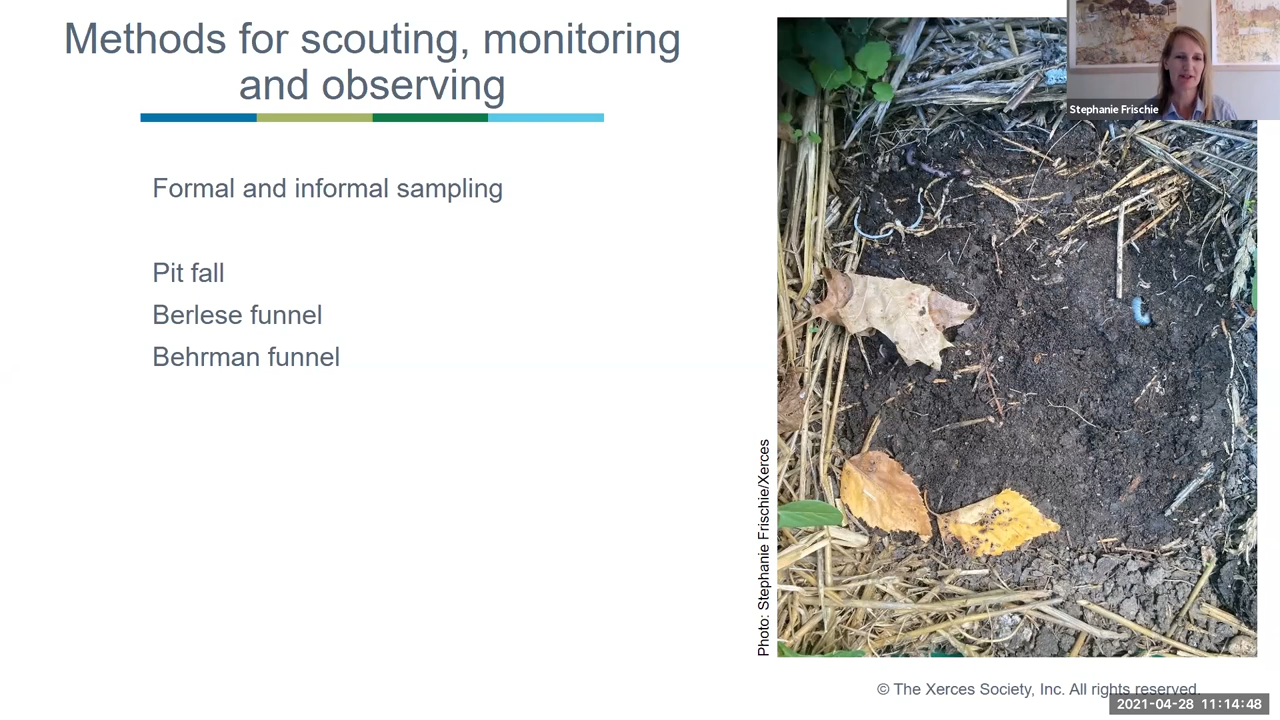 Methods for scouting, monitoring
and observing
Formal and informal sampling
Pit fall
Berlese funnel
Behrman funnel
Stephanie Frischie
Photo: Stephanie Frischie/Xerces
© The Xerces Society, Inc. All rights reserved.
2021-04-28 11:14:48